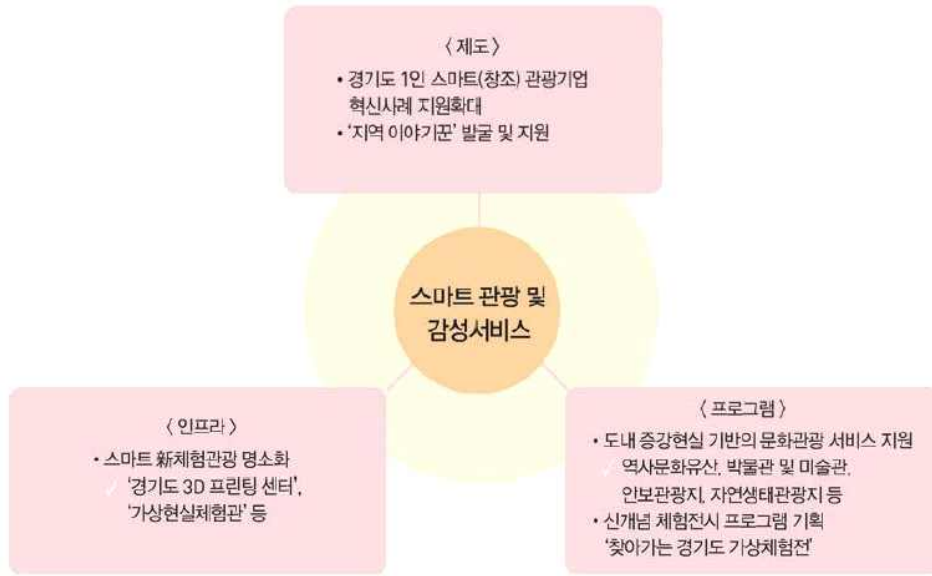 〈 제도 〉
• 경기도 1인 스마트(창조) 관광기업
혁신사례 지원확대
• ‘지역 이야기꾼’ 발굴 및 지원
스마트 관광 및
감성서비스
〈 인프라 〉
• 스마트 新체험관광 명소화
✓ ‘경기도 3D 프린팅 센터’,
‘가상현실체험관’ 등
〈 프로그램 〉
• 도내 증강현실 기반의 문화관광 서비스 지원
✓ 역사문화유산, 박물관 및 미술관,
안보관광지, 자연생태관광지 등
• 신개념 체험전시 프로그램 기획
‘찾아가는 경기도 가상체험전’